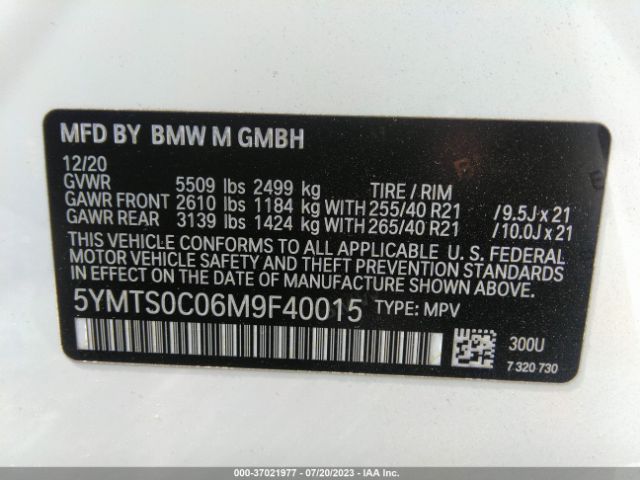 MFD BY BMW M GMBH
12/20
GVWR 5509 lbs 2499 kg TIRE / RIM
GAWR FRONT 2610 lbs 1184 kg WITH 255/40 R21 /9.5J x 21
GAWR REAR 3139 lbs 1424 kg WITH 265/40 R21 /10.0J x 21
THIS VEHICLE CONFORMS TO ALL APPLICABLE U. S. FEDERAL
MOTOR VEHICLE SAFETY AND THEFT PREVENTION STANDARDS
IN EFFECT ON THE DATE OF MANUFACTURE SHOWN ABOVE.
5YMTS0C06M9F40015 TYPE: MPV
300U
7 320 730
000-37021977 - 07/20/2023 - IAA Inc.